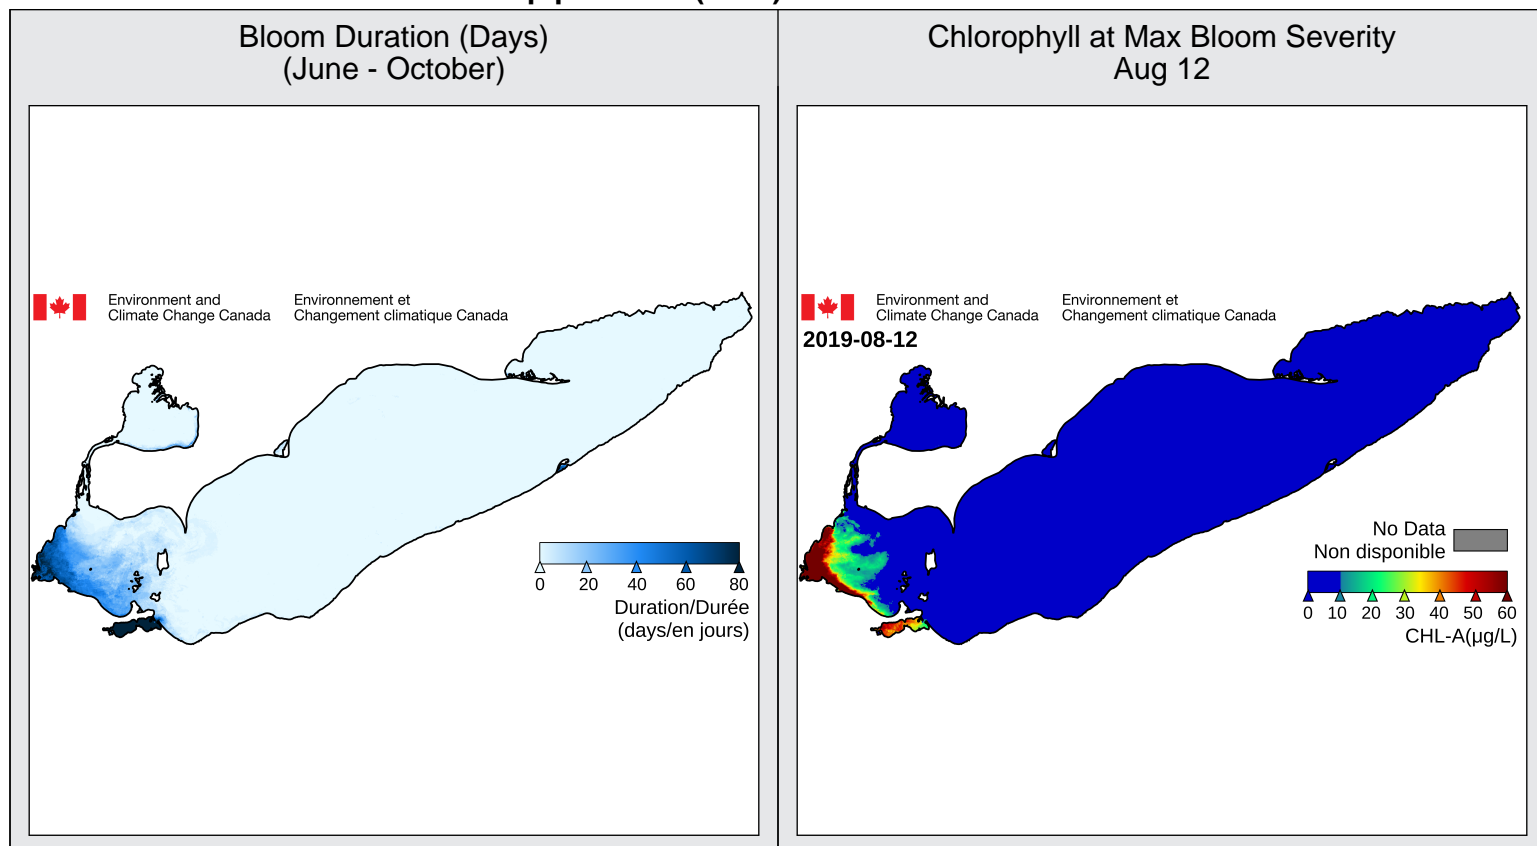 Bloom Duration (Days)
(June - October)
Environment and
Climate Change Canada
Environnement et
Changement climatique Canada
0 20 40 60 80
Duration/Durée
(days/en jours)
Chlorophyll at Max Bloom Severity
Aug 12
Environment and
Climate Change Canada
Environnement et
Changement climatique Canada
2019-08-12
No Data
Non disponible
0 10 20 30 40 50 60
CHL-A(µg/L)